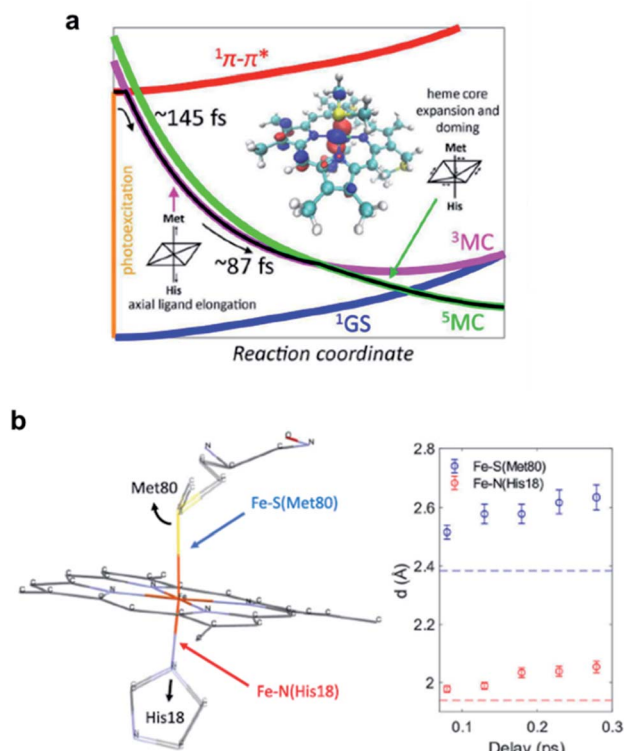 a
¹π-π*
~145 fs
heme core
expansion and
doming
Met
His
photoexcitation
Met
His
axial ligand elongation
~87 fs
³MC
¹GS
⁵MC
Reaction coordinate
b
Met80
Fe-S(Met80)
Fe-N(His18)
His18
2.8
2.6
2.4
2.2
2
d (Å)
Fe-S(Met80)
Fe-N(His18)
0.1
0.2
0.3
Delay (ps)